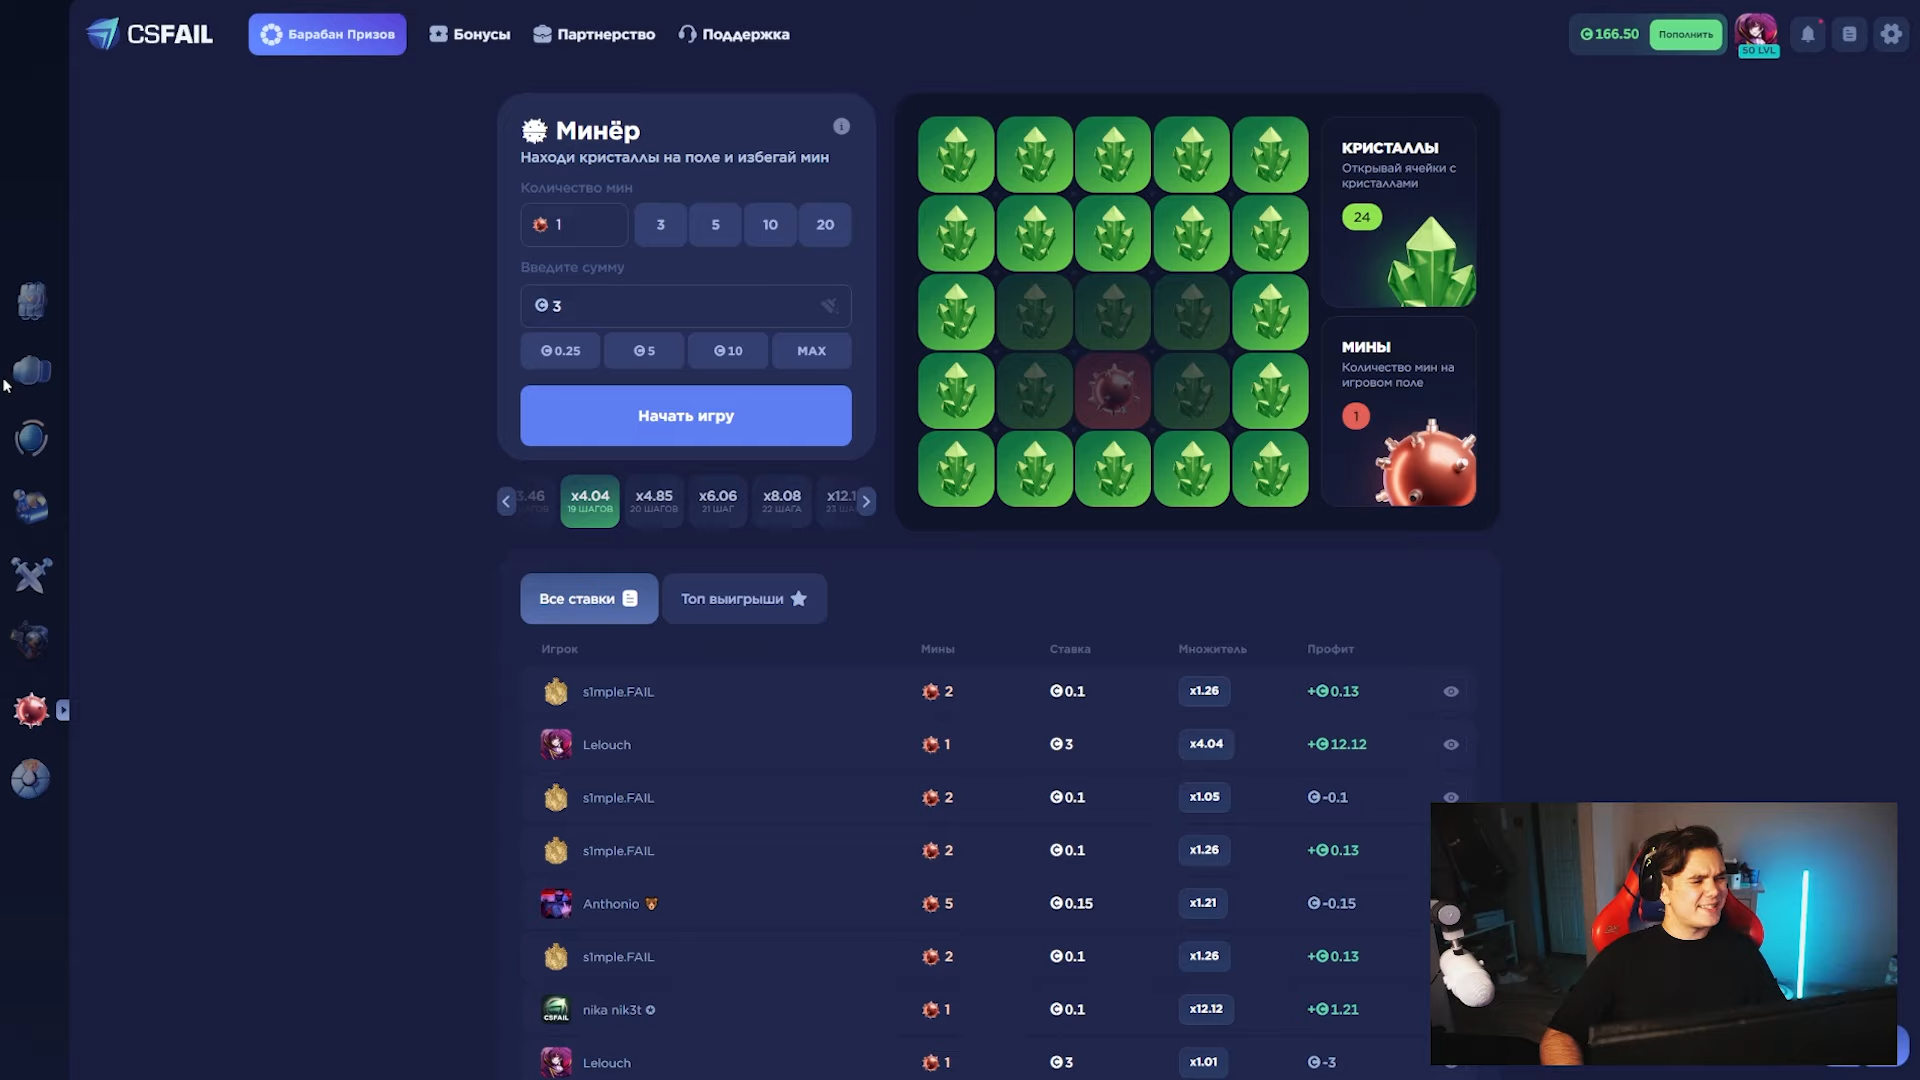 CSFAIL
Барабан Призов
Бонусы
Партнерство
Поддержка
166.50
Пополнить
50 LVL
Минёр
Находи кристаллы на поле и избегай мин
Количество мин
1
3
5
10
20
Введите сумму
3
0.25
5
10
MAX
Начать игру
3.46
x4.04
19 ШАГОВ
x4.85
20 ШАГОВ
x6.06
21 ШАГ
x8.08
22 ШАГА
x12.1
23 ША
КРИСТАЛЛЫ
Открывай ячейки с
кристаллами
24
МИНЫ
Количество мин на
игровом поле
1
Все ставки
Топ выигрыши
Игрок Мины Ставка Множитель Профит
s1mple.FAIL 2 0.1 x1.26 +0.13
Lelouch 1 3 x4.04 +12.12
s1mple.FAIL 2 0.1 x1.05 -0.1
s1mple.FAIL 2 0.1 x1.26 +0.13
Anthonio 5 0.15 x1.21 -0.15
s1mple.FAIL 2 0.1 x1.26 +0.13
CSFAIL
nika nik3t 1 0.1 x12.12 +1.21
Lelouch 1 3 x1.01 -3